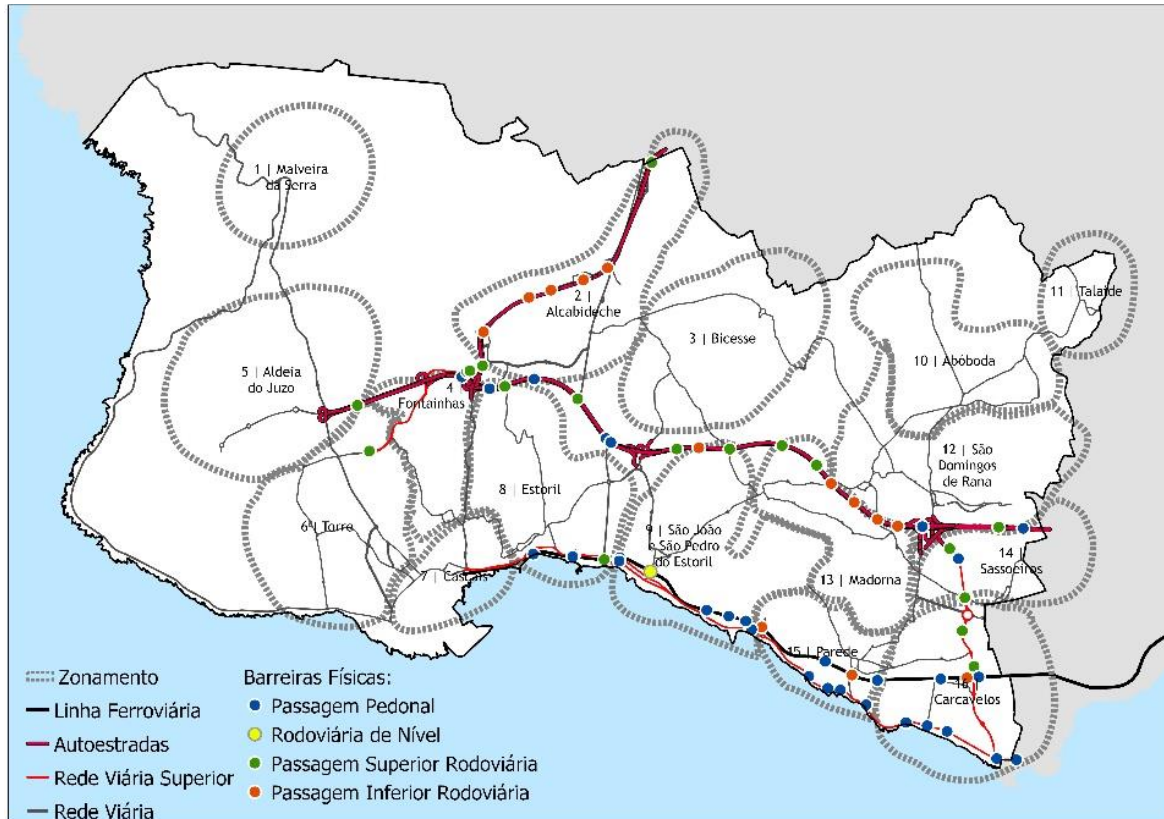 1 | Malveira
da Serra
2 |
Alcabideche
3 | Bicesse
11 | Talaíde
10 | Abóboda
5 | Aldeia
do Juzo
4
Fontainhas
12 | São
Domingos
de Rana
8 | Estoril
6 | Torre
9 | São João
e São Pedro
do Estoril
14 |
Sassoeiros
7 | Cascais
13 | Madorna
15 | Parede
16 |
Carcavelos
Zonamento
Linha Ferroviária
Autoestradas
Rede Viária Superior
Rede Viária
Barreiras Físicas:
Passagem Pedonal
Rodoviária de Nível
Passagem Superior Rodoviária
Passagem Inferior Rodoviária